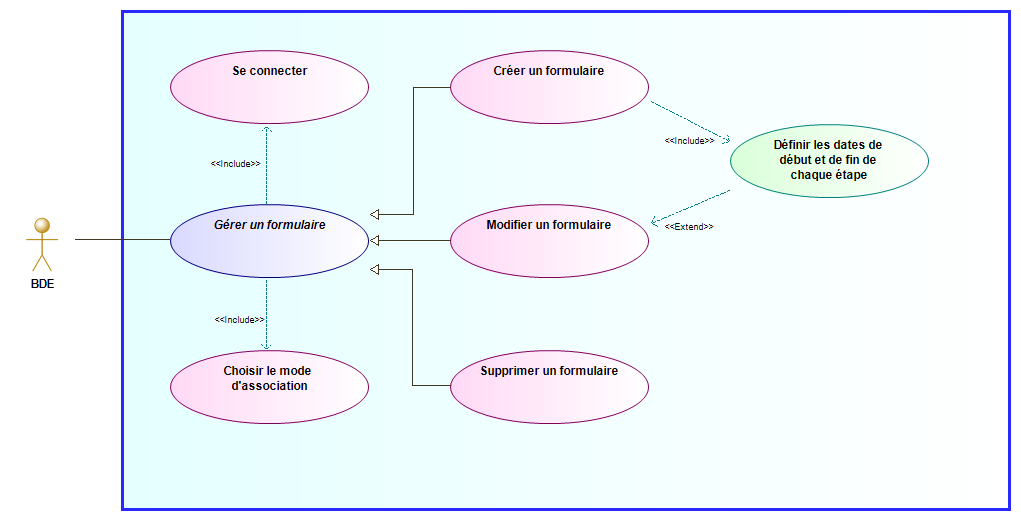 Se connecter
Créer un formulaire
<<Include>>
<<Include>>
Définir les dates de
début et de fin de
chaque étape
Gérer un formulaire
Modifier un formulaire
<<Extend>>
BDE
<<Include>>
Choisir le mode
d'association
Supprimer un formulaire